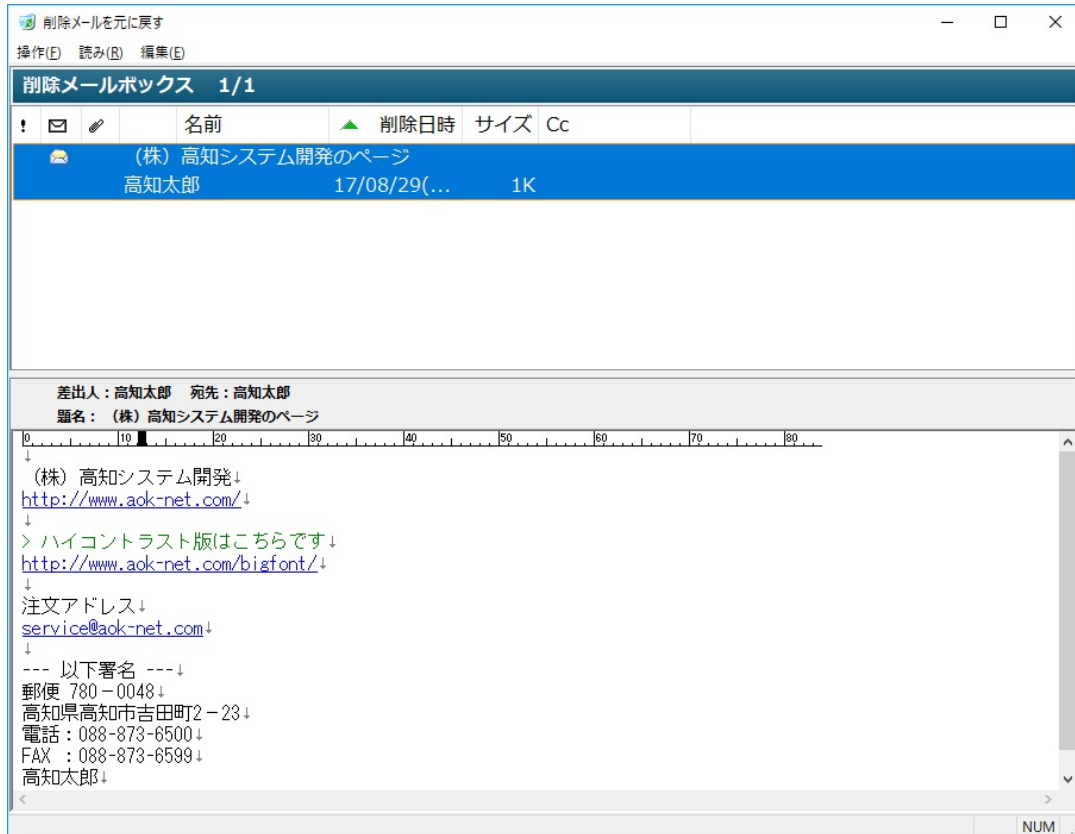 削除メールを元に戻す
操作(F) 読み(R) 編集(E)
削除メールボックス 1/1
! 名前 削除日時 サイズ Cc
（株）高知システム開発のページ
高知太郎 17/08/29(... 1K
差出人：高知太郎 宛先：高知太郎
題名：（株）高知システム開発のページ
0 10 20 30 40 50 60 70 80
↓
（株）高知システム開発↓
http://www.aok-net.com/↓
↓
> ハイコントラスト版はこちらです↓
http://www.aok-net.com/bigfont/↓
↓
注文アドレス↓
service@aok-net.com↓
↓
--- 以下署名 ---↓
郵便 780－0048↓
高知県高知市吉田町2－23↓
電話：088-873-6500↓
FAX ：088-873-6599↓
高知太郎↓
NUM